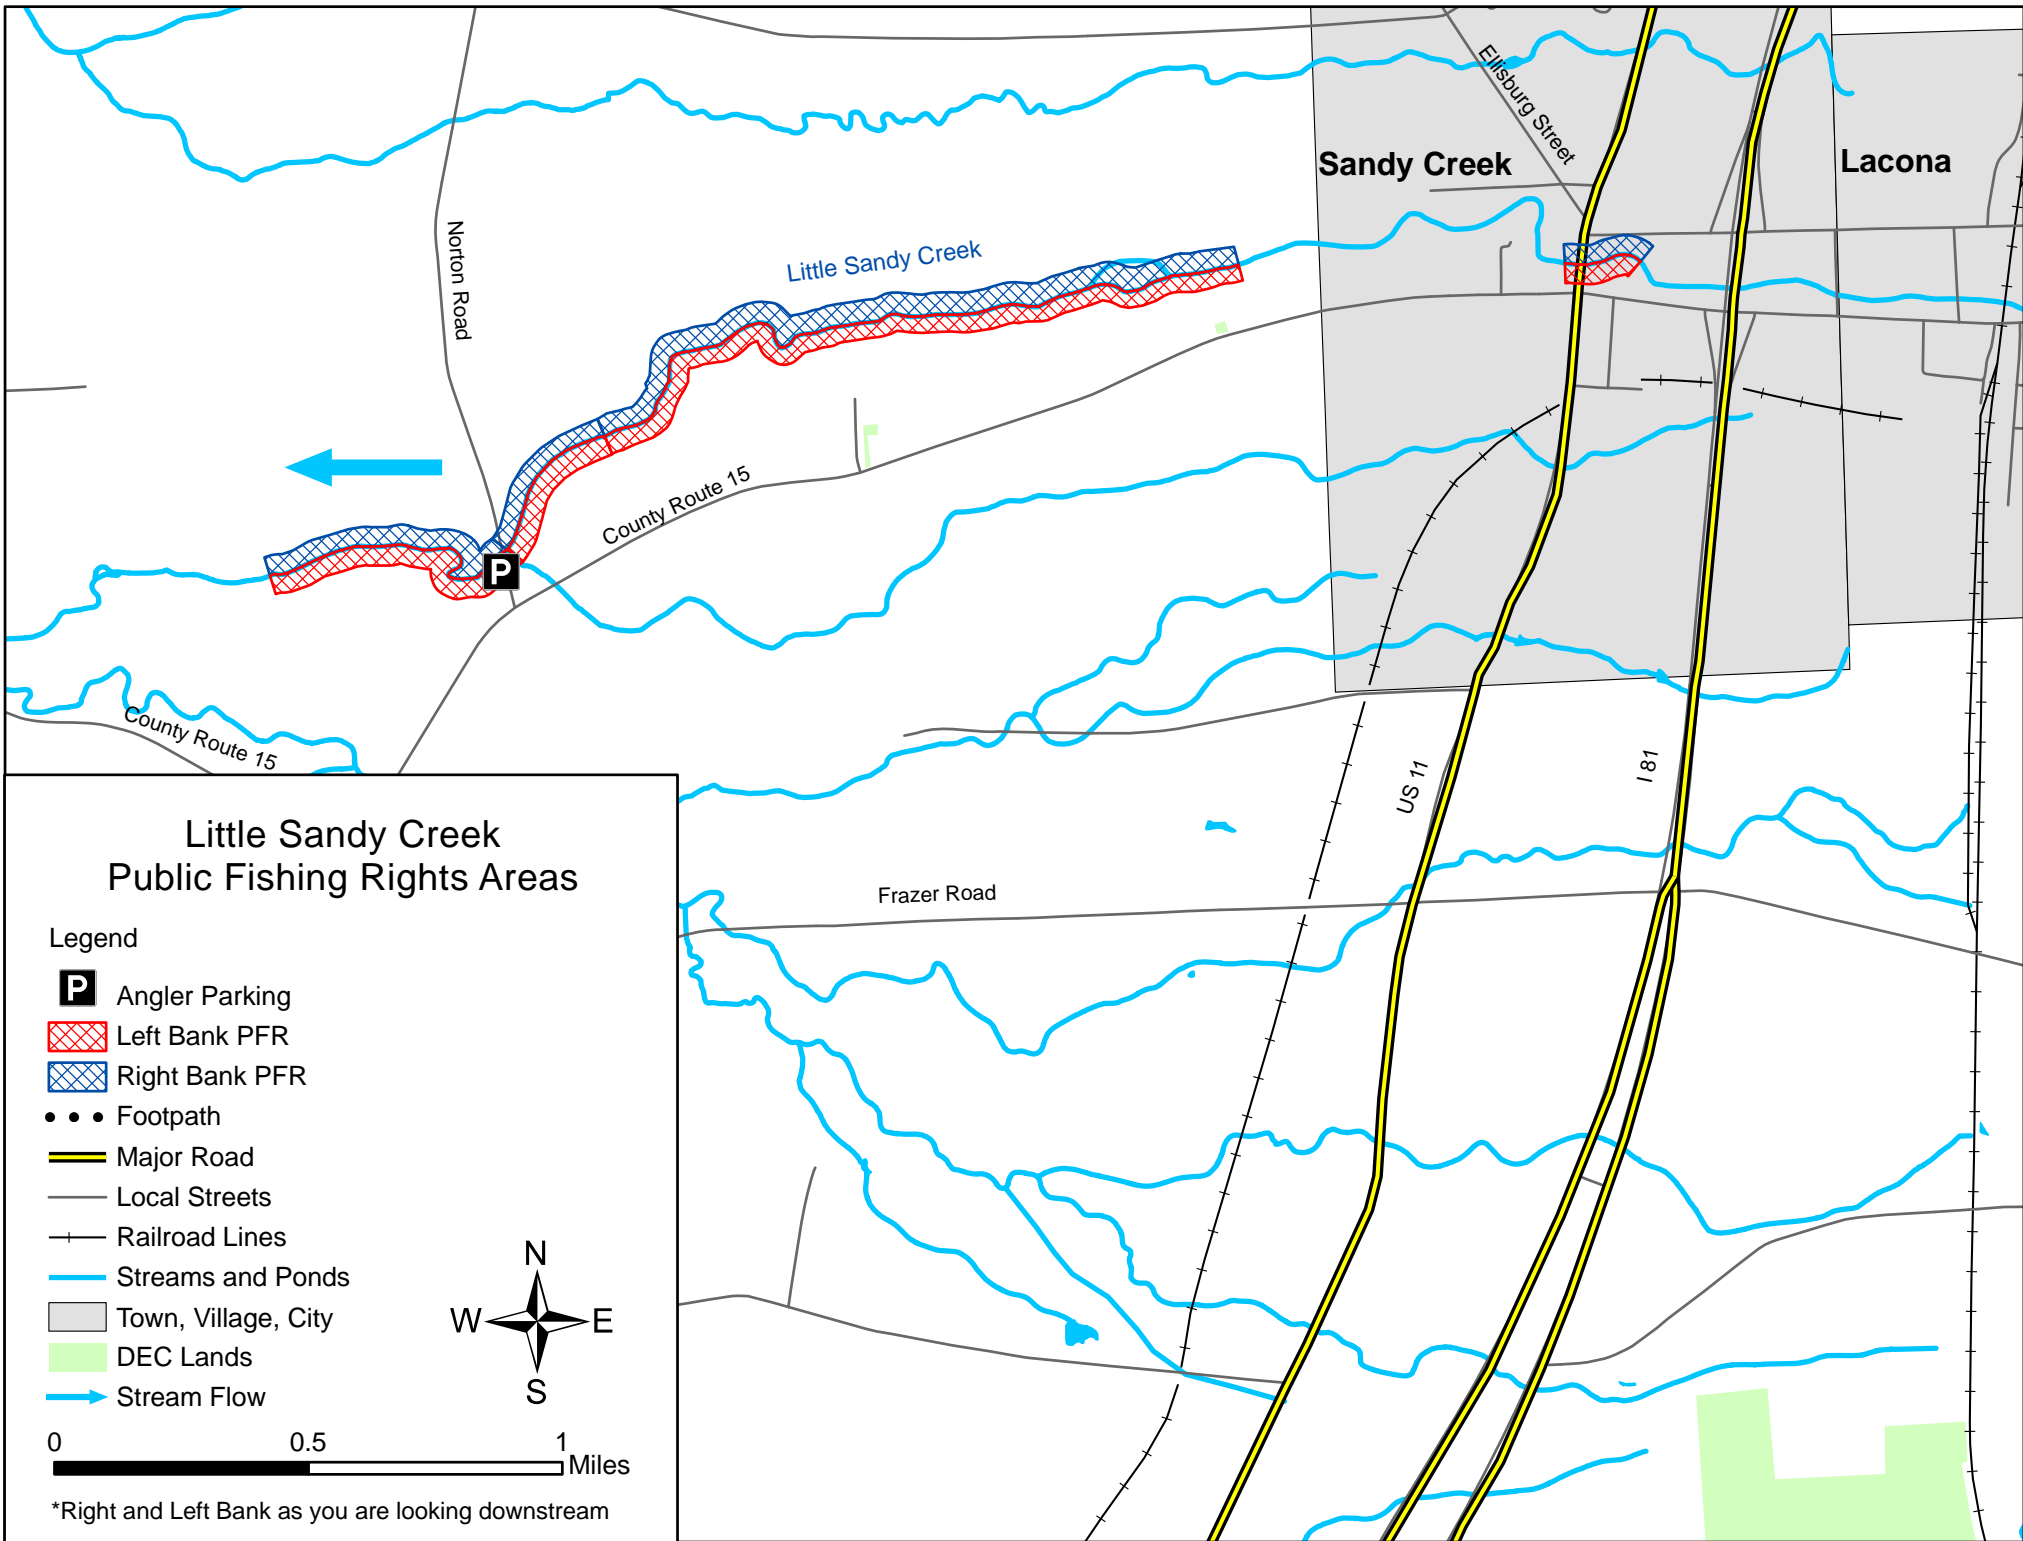 Ellisburg Street
Sandy Creek
Lacona
Norton Road
Little Sandy Creek
County Route 15
P
County Route 15
US 11
I 81
Frazer Road
Little Sandy Creek
Public Fishing Rights Areas
Legend
P Angler Parking
Left Bank PFR
Right Bank PFR
Footpath
Major Road
Local Streets
Railroad Lines
Streams and Ponds
Town, Village, City
DEC Lands
Stream Flow
N
W E
S
0 0.5 1
Miles
*Right and Left Bank as you are looking downstream